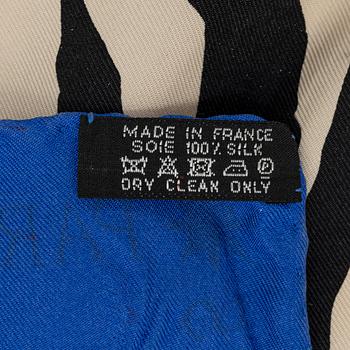 MADE IN FRANCE
SOIE 100% SILK
DRY CLEAN ONLY